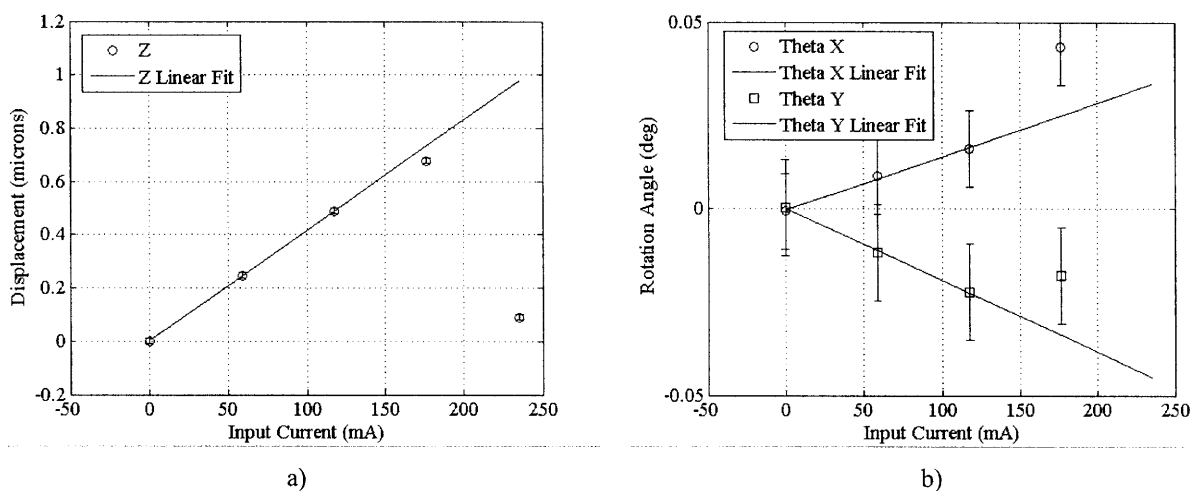 1.2
1
0.8
0.6
0.4
0.2
0
-0.2
-50
0
50
100
150
200
250
Displacement (microns)
Input Current (mA)
Z
Z Linear Fit
a)
0.05
0
-0.05
-50
0
50
100
150
200
250
Rotation Angle (deg)
Input Current (mA)
Theta X
Theta X Linear Fit
Theta Y
Theta Y Linear Fit
b)